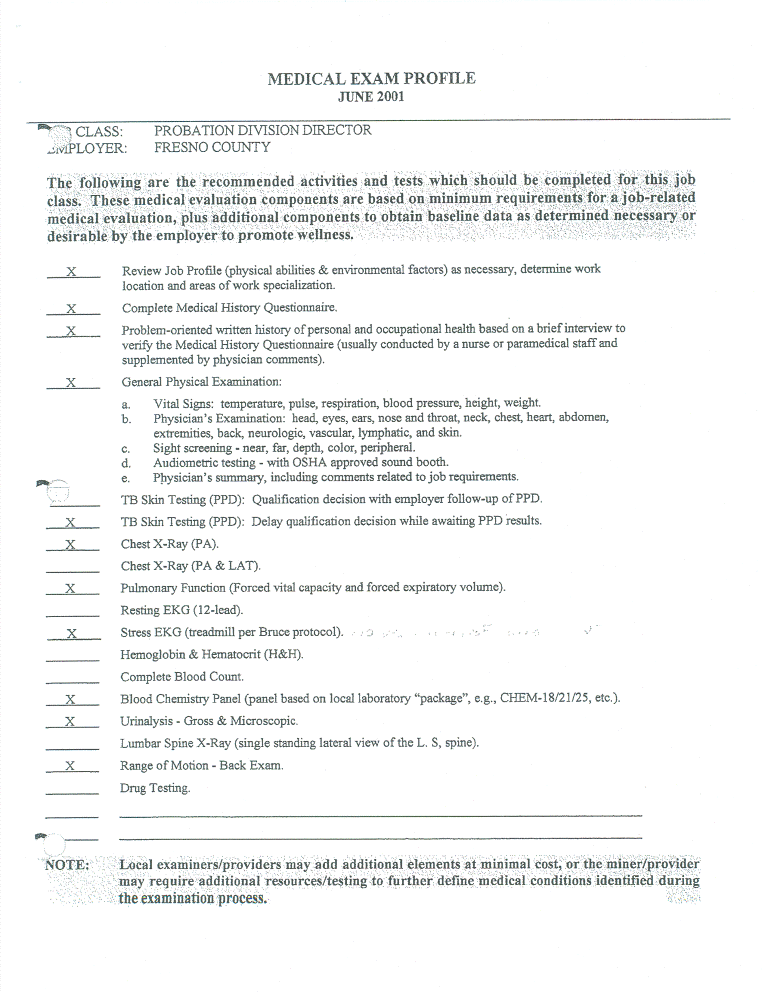 MEDICAL EXAM PROFILE
JUNE 2001
CLASS: PROBATION DIVISION DIRECTOR
EMPLOYER: FRESNO COUNTY
The following are the recommended activities and tests which should be completed for this job
class. These medical evaluation components are based on minimum requirements for a job-related
medical evaluation, plus additional components to obtain baseline data as determined necessary or
desirable by the employer to promote wellness.
X Review Job Profile (physical abilities & environmental factors) as necessary, determine work
location and areas of work specialization.
X Complete Medical History Questionnaire.
X Problem-oriented written history of personal and occupational health based on a brief interview to
verify the Medical History Questionnaire (usually conducted by a nurse or paramedical staff and
supplemented by physician comments).
X General Physical Examination:
a. Vital Signs: temperature, pulse, respiration, blood pressure, height, weight.
b. Physician's Examination: head, eyes, ears, nose and throat, neck, chest, heart, abdomen,
extremities, back, neurologic, vascular, lymphatic, and skin.
c. Sight screening - near, far, depth, color, peripheral.
d. Audiometric testing - with OSHA approved sound booth.
e. Physician's summary, including comments related to job requirements.
TB Skin Testing (PPD): Qualification decision with employer follow-up of PPD.
X TB Skin Testing (PPD): Delay qualification decision while awaiting PPD results.
X Chest X-Ray (PA).
Chest X-Ray (PA & LAT).
X Pulmonary Function (Forced vital capacity and forced expiratory volume).
Resting EKG (12-lead).
X Stress EKG (treadmill per Bruce protocol).
Hemoglobin & Hematocrit (H&H).
Complete Blood Count.
X Blood Chemistry Panel (panel based on local laboratory "package", e.g., CHEM-18/21/25, etc.).
X Urinalysis - Gross & Microscopic.
Lumbar Spine X-Ray (single standing lateral view of the L. S, spine).
X Range of Motion - Back Exam.
Drug Testing.
NOTE: Local examiners/providers may add additional elements at minimal cost, or the miner/provider
may require additional resources/testing to further define medical conditions identified during
the examination process.